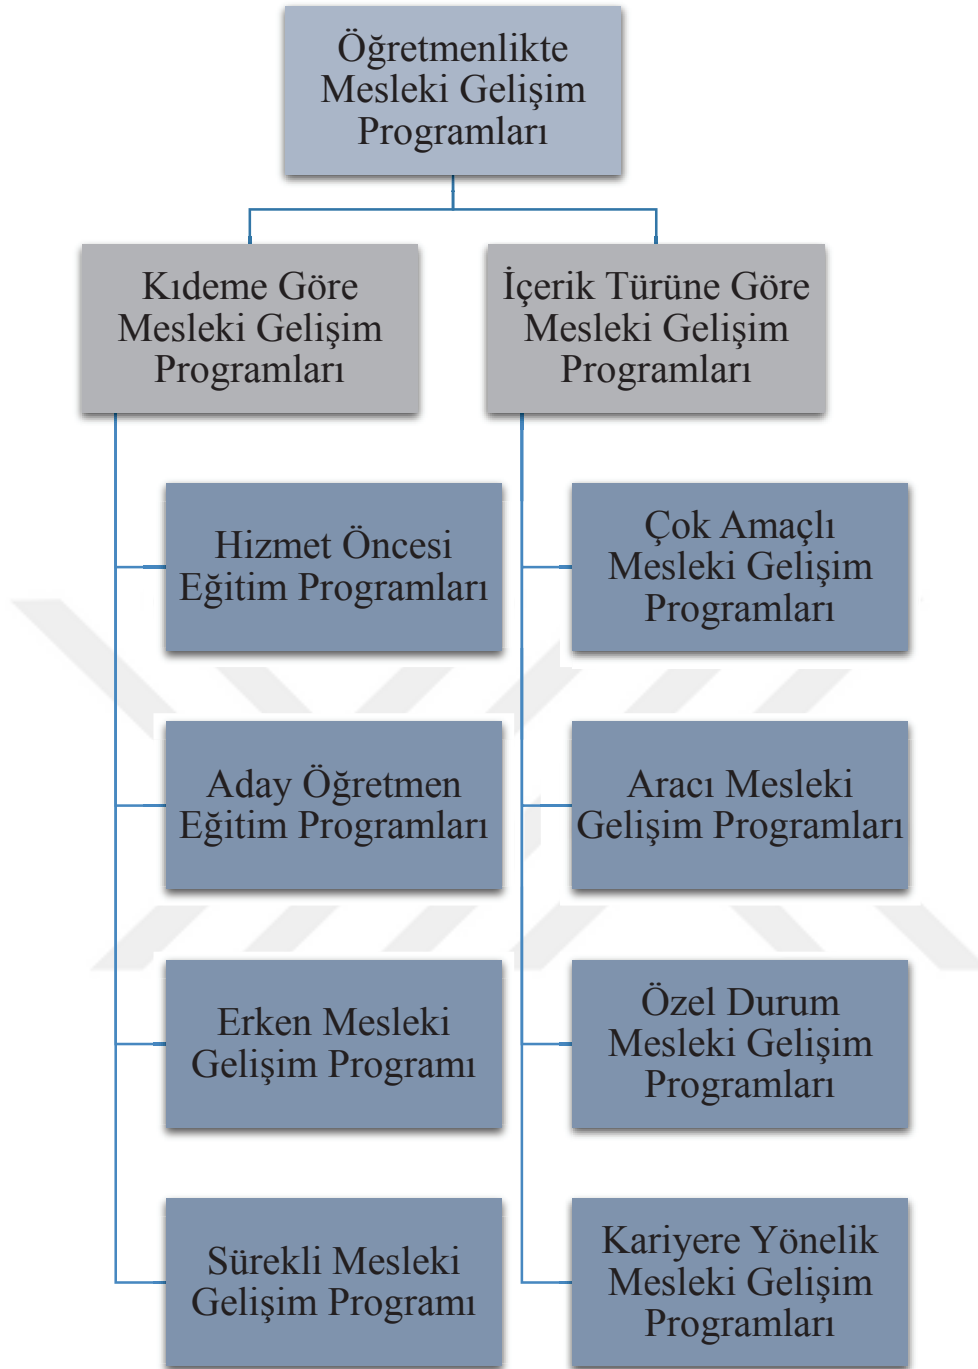 Öğretmenlikte
Mesleki Gelişim
Programları
Kıdeme Göre
Mesleki Gelişim
Programları
İçerik Türüne Göre
Mesleki Gelişim
Programları
Hizmet Öncesi
Eğitim Programları
Aday Öğretmen
Eğitim Programları
Erken Mesleki
Gelişim Programı
Sürekli Mesleki
Gelişim Programı
Çok Amaçlı
Mesleki Gelişim
Programları
Aracı Mesleki
Gelişim Programları
Özel Durum
Mesleki Gelişim
Programları
Kariyere Yönelik
Mesleki Gelişim
Programları